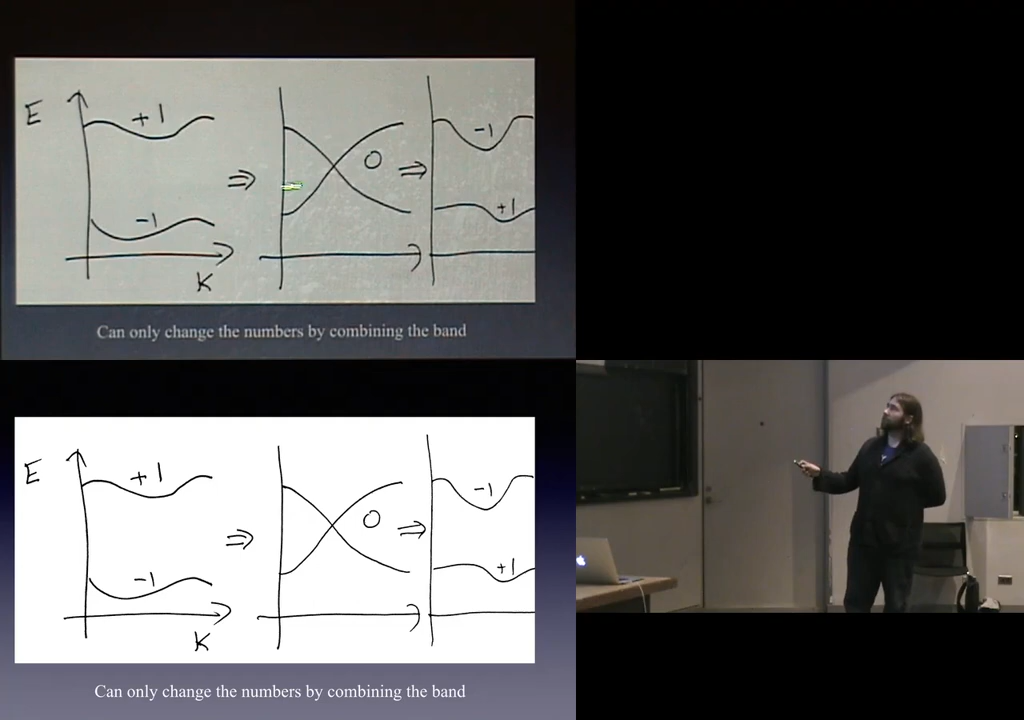 E +1 -1 K ⇒ 0 ⇒ -1 +1
Can only change the numbers by combining the band
E +1 -1 K ⇒ 0 ⇒ -1 +1
Can only change the numbers by combining the band